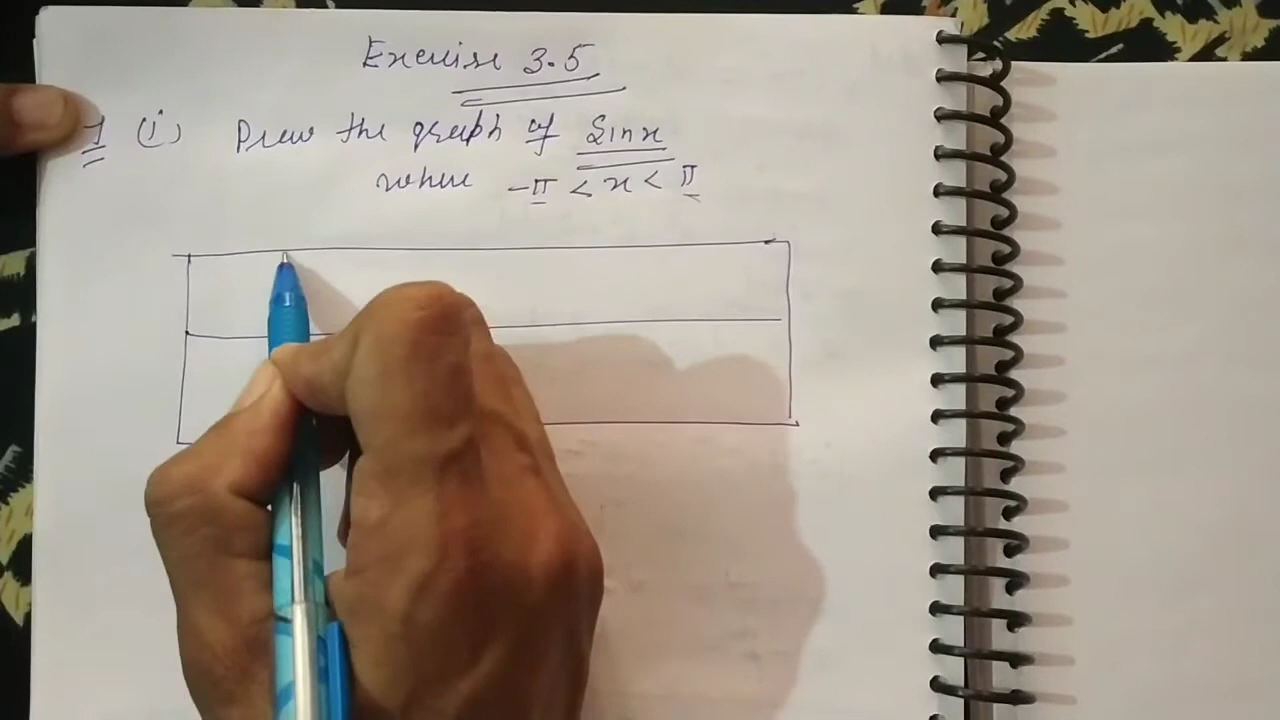 Exercise 3.5
1 (i) Draw the graph of Sinx
where -π < x < π